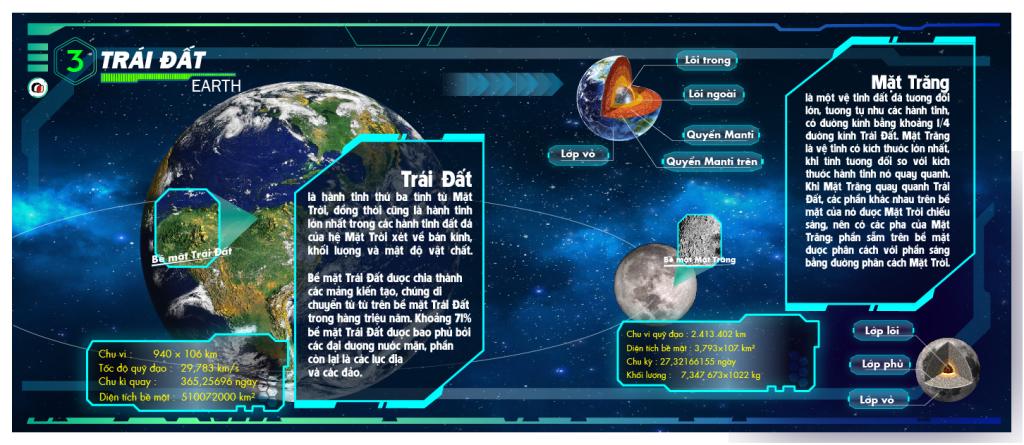 3
TRÁI ĐẤT
EARTH
Lõi trong
Lõi ngoài
Quyển Manti
Quyển Manti trên
Lớp vỏ
Trái Đất
là hành tinh thứ ba tính từ Mặt
Trời, đồng thời cũng là hành tinh
lớn nhất trong các hành tinh đất đá
của hệ Mặt Trời xét về bán kính,
khối lượng và mật độ vật chất.
Bề mặt Trái Đất được chia thành
các mảng kiến tạo, chúng di
chuyển từ từ trên bề mặt Trái Đất
trong hàng triệu năm. Khoảng 71%
bề mặt Trái Đất được bao phủ bởi
các đại dương nước mặn, phần
còn lại là các lục địa
và các đảo.
Bề mặt Trái Đất
Chu vi : 940 × 106 km
Tốc độ quỹ đạo : 29,783 km/s
Chu kì quay : 365,25696 ngày
Diện tích bề mặt : 510072000 km²
Mặt Trăng
là một vệ tinh đất đá tương đối
lớn, tương tự như các hành tinh,
có đường kính bằng khoảng 1/4
đường kính Trái Đất. Mặt Trăng
là vệ tinh có kích thước lớn nhất,
khi tính tương đối so với kích
thước hành tinh nó quay quanh.
Khi Mặt Trăng quay quanh Trái
Đất, các phần khác nhau trên bề
mặt của nó được Mặt Trời chiếu
sáng, nên có các pha của Mặt
Trăng: phần sẫm trên bề mặt
được phân cách với phần sáng
bằng đường phân cách Mặt Trời.
Bề mặt Mặt Trăng
Chu vi quỹ đạo : 2.413.402 km
Diện tích bề mặt : 3,793×107 km²
Chu kỳ : 27,32166155 ngày
Khối lượng : 7,347 673×1022 kg
Lớp lõi
Lớp phủ
Lớp vỏ